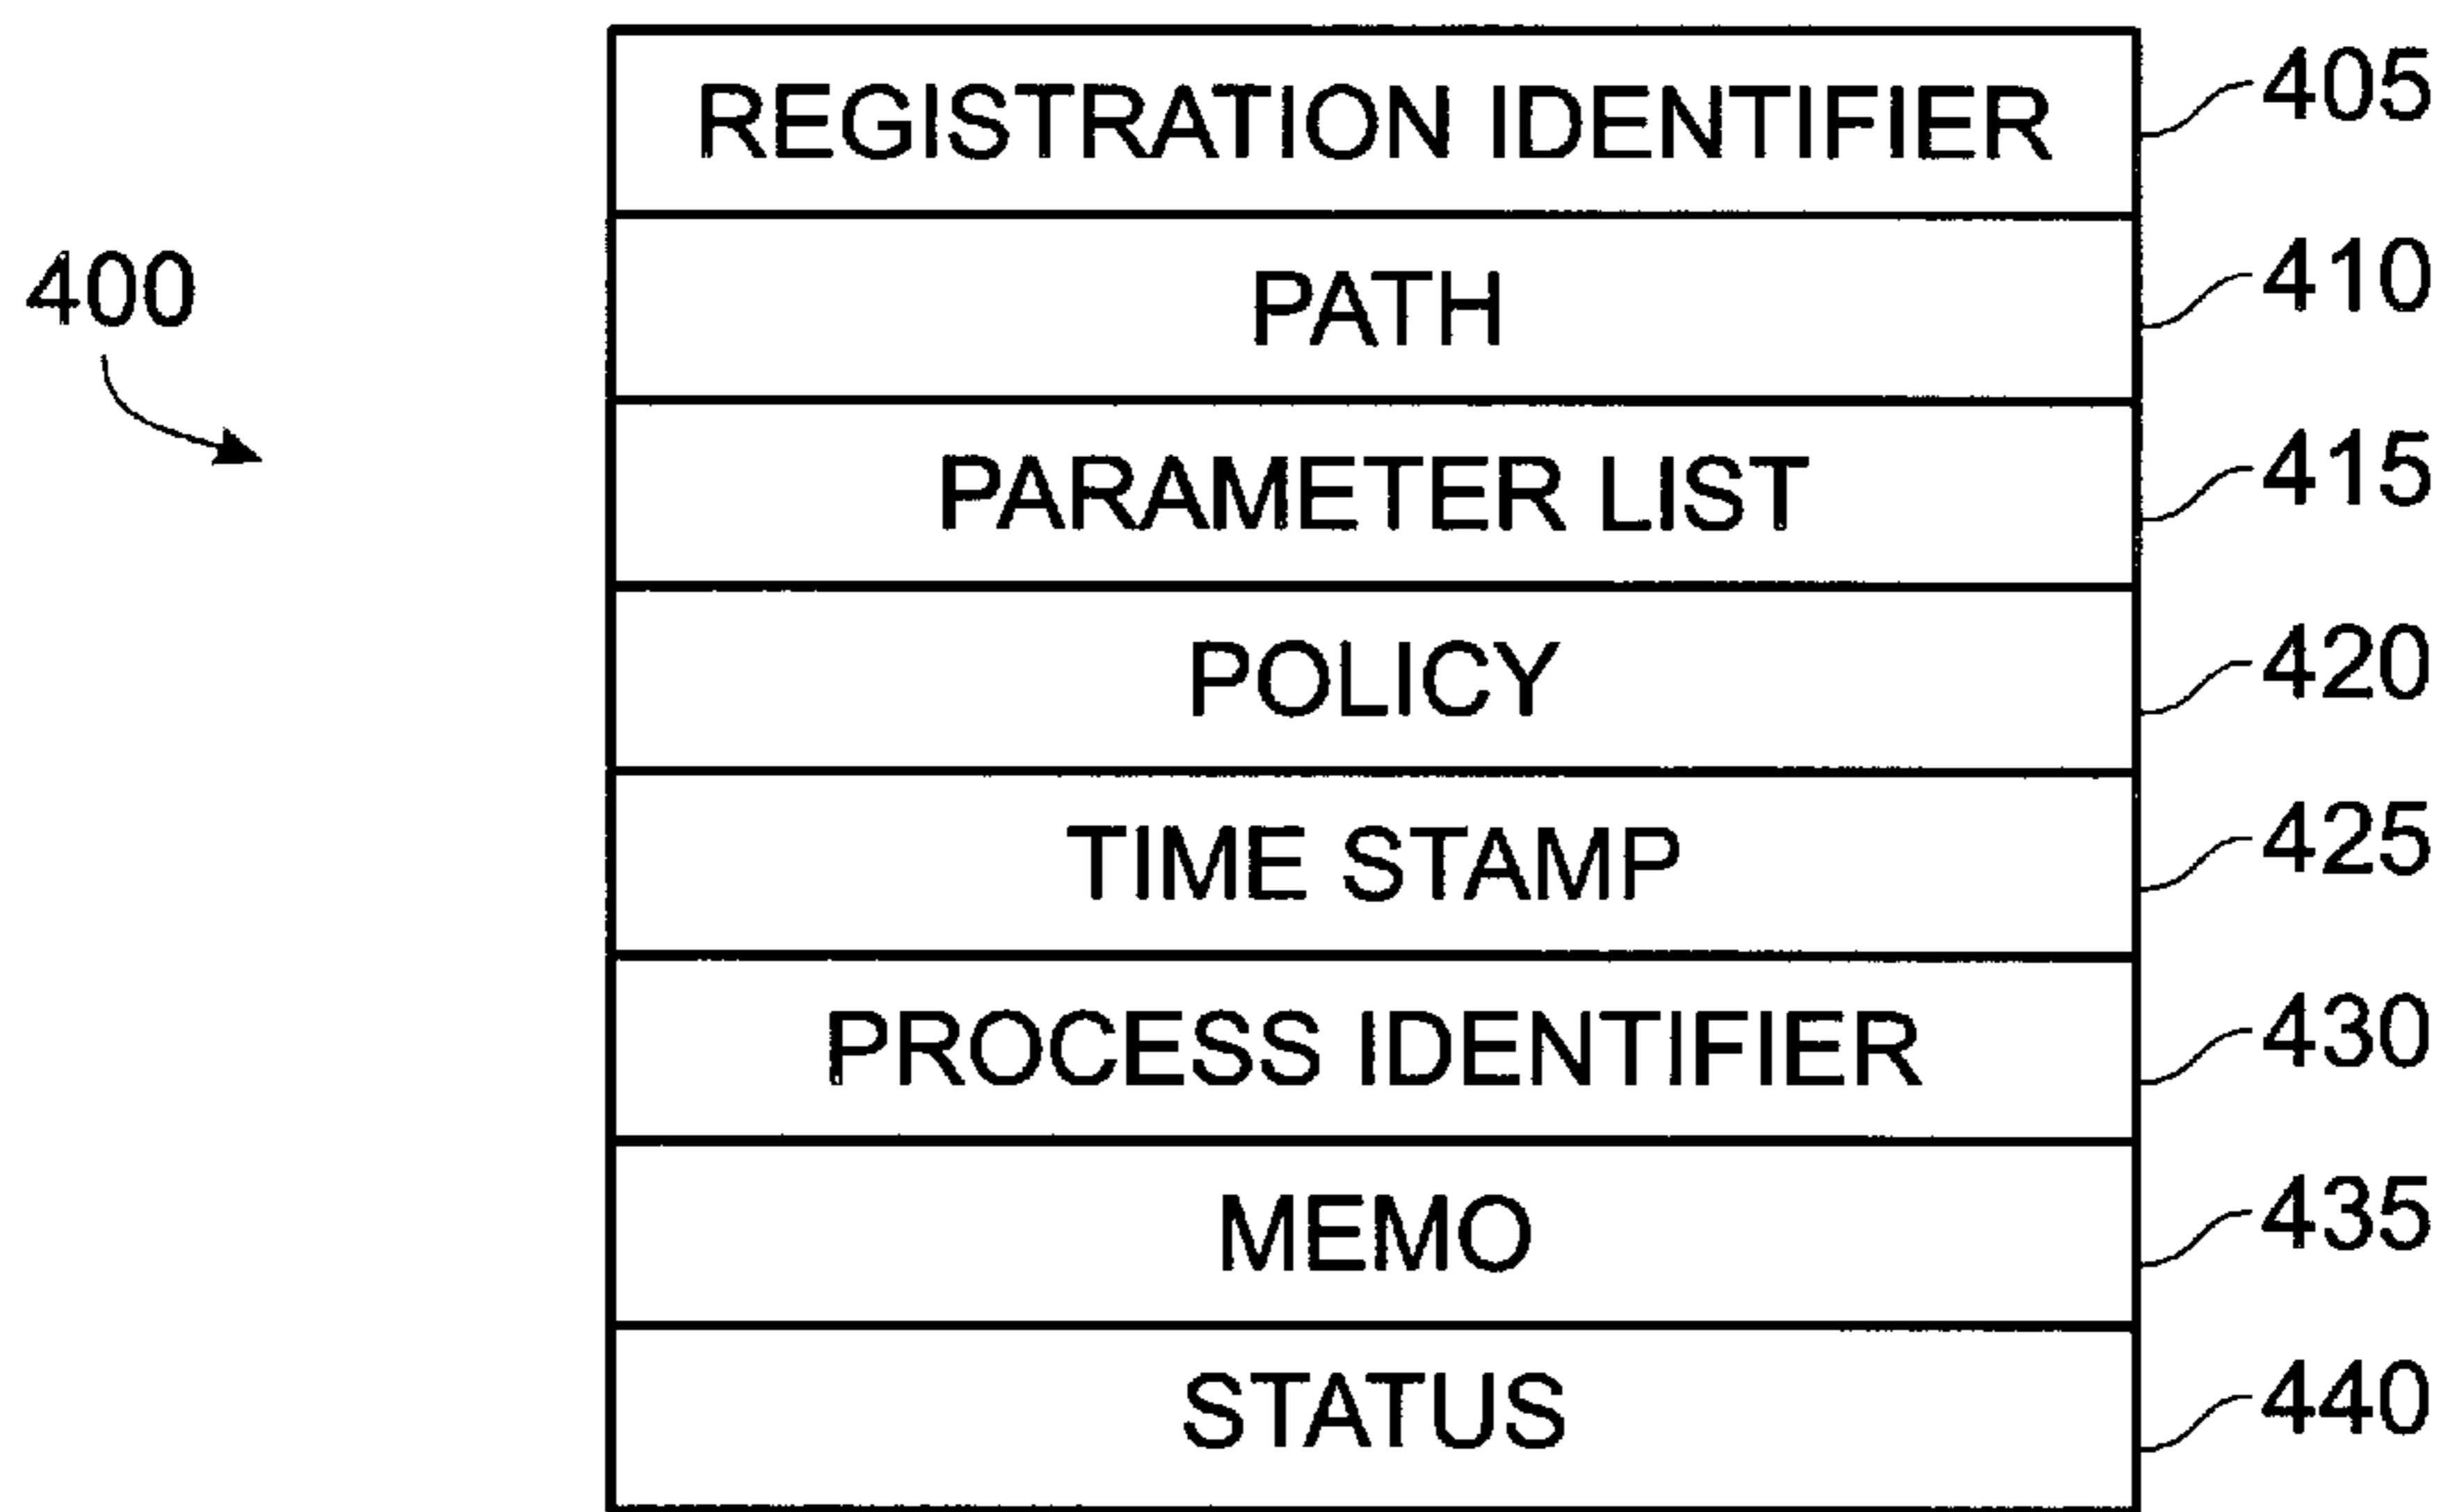 REGISTRATION IDENTIFIER 405
400
PATH 410
PARAMETER LIST 415
POLICY 420
TIME STAMP 425
PROCESS IDENTIFIER 430
MEMO 435
STATUS 440